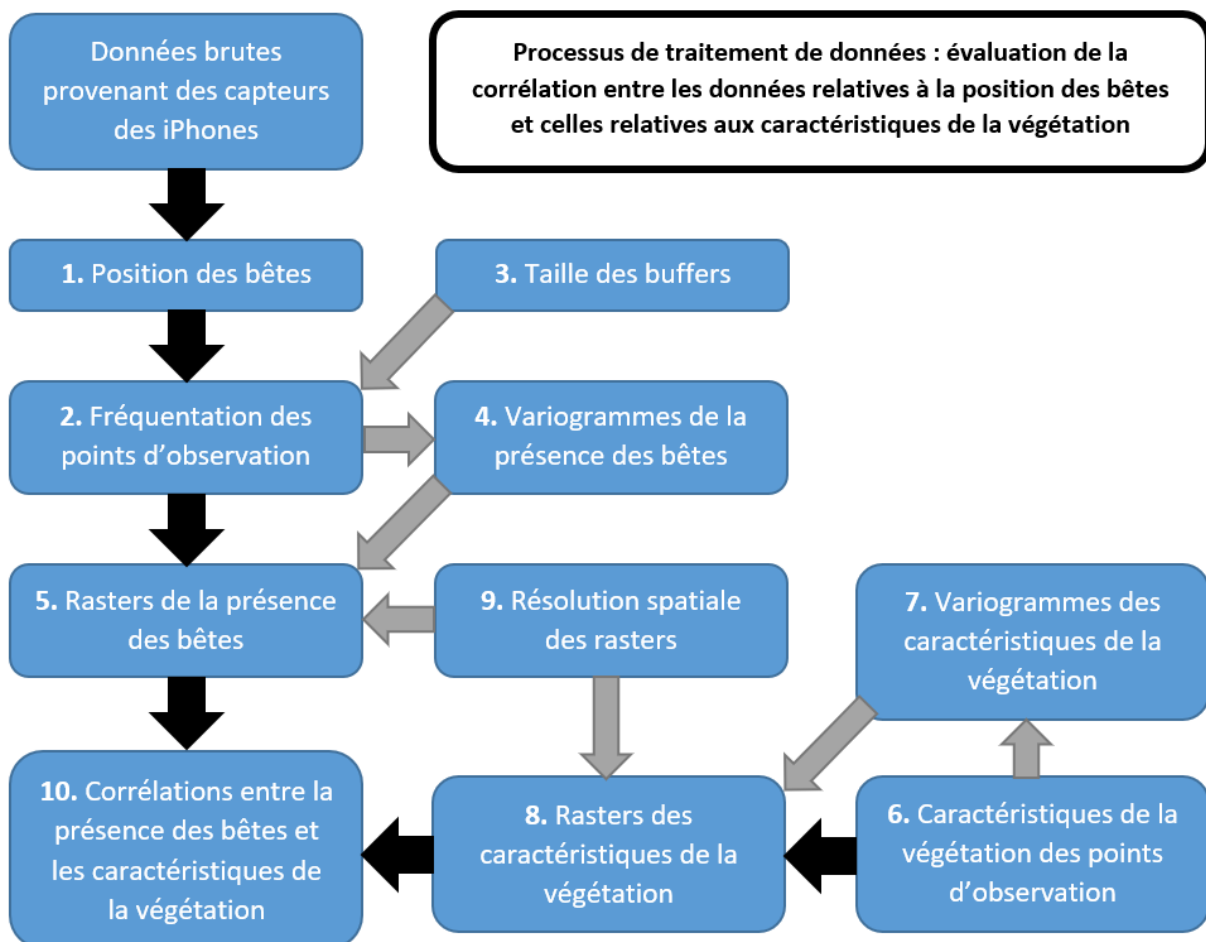 Données brutes
provenant des capteurs
des iPhones
Processus de traitement de données : évaluation de la
corrélation entre les données relatives à la position des bêtes
et celles relatives aux caractéristiques de la végétation
1. Position des bêtes
3. Taille des buffers
2. Fréquentation des
points d'observation
4. Variogrammes de la
présence des bêtes
5. Rasters de la présence
des bêtes
9. Résolution spatiale
des rasters
7. Variogrammes des
caractéristiques de la
végétation
10. Corrélations entre la
présence des bêtes et
les caractéristiques de
la végétation
8. Rasters des
caractéristiques de la
végétation
6. Caractéristiques de la
végétation des points
d'observation